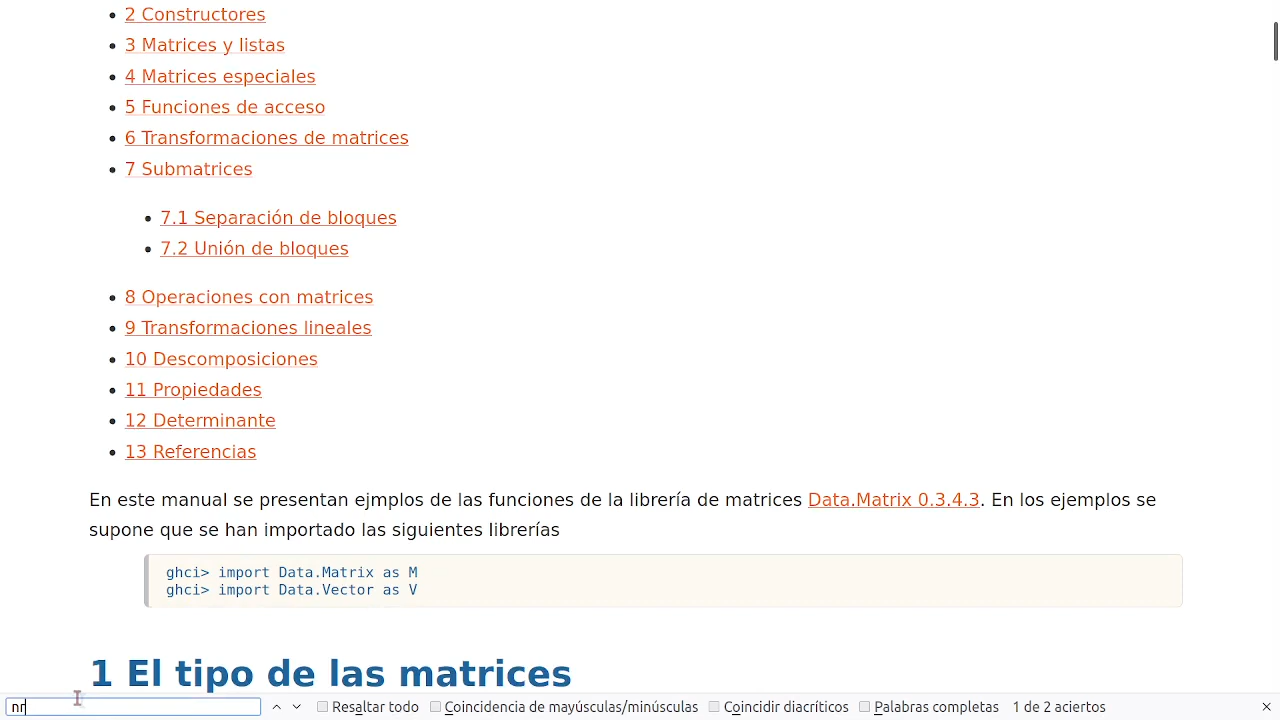 2 Constructores
3 Matrices y listas
4 Matrices especiales
5 Funciones de acceso
6 Transformaciones de matrices
7 Submatrices
7.1 Separación de bloques
7.2 Unión de bloques
8 Operaciones con matrices
9 Transformaciones lineales
10 Descomposiciones
11 Propiedades
12 Determinante
13 Referencias
En este manual se presentan ejmplos de las funciones de la librería de matrices Data.Matrix 0.3.4.3. En los ejemplos se
supone que se han importado las siguientes librerías
ghci> import Data.Matrix as M
ghci> import Data.Vector as V
1 El tipo de las matrices
nr Resaltar todo Coincidencia de mayúsculas/minúsculas Coincidir diacríticos Palabras completas 1 de 2 aciertos